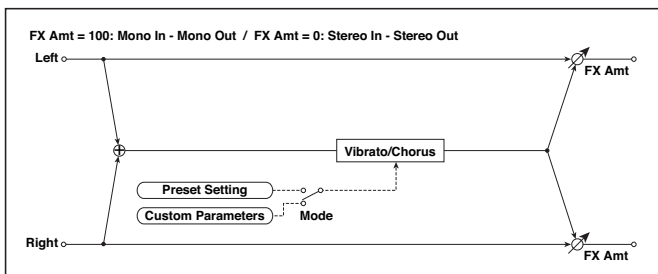 FX Amt = 100: Mono In - Mono Out / FX Amt = 0: Stereo In - Stereo Out
Left
FX Amt
Vibrato/Chorus
Preset Setting
Custom Parameters
Mode
Right
FX Amt